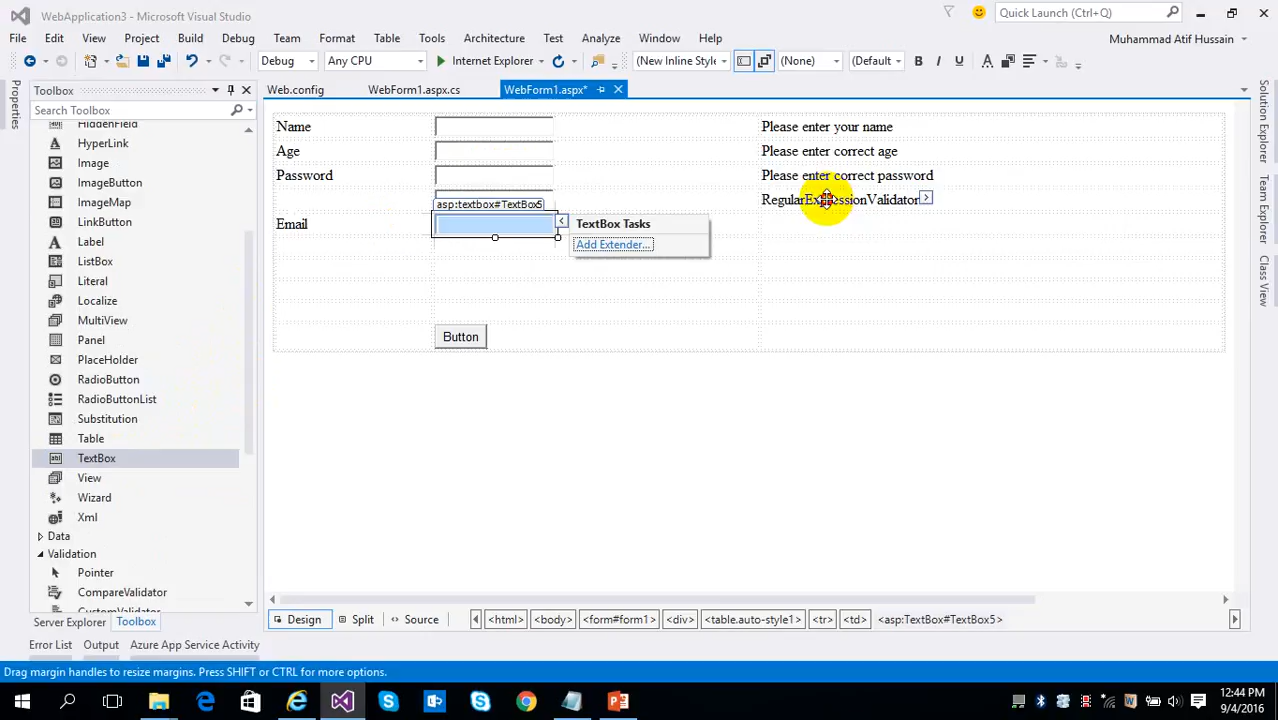 WebApplication3 - Microsoft Visual Studio
Quick Launch (Ctrl+Q)
File Edit View Project Build Debug Team Format Table Tools Architecture Test Analyze Window Help
Muhammad Atif Hussain
Debug Any CPU Internet Explorer (New Inline Style (None) (Default B I U A
Properties
Toolbox
Web.config WebForm1.aspx.cs WebForm1.aspx*
Search Toolbox
HiddenField
HyperLink
Image
ImageButton
ImageMap
LinkButton
Label
ListBox
Literal
Localize
MultiView
Panel
PlaceHolder
RadioButton
RadioButtonList
Substitution
Table
TextBox
View
Wizard
Xml
Data
Validation
Pointer
CompareValidator
CustomValidator
Server Explorer Toolbox
Name Please enter your name
Age Please enter correct age
Password Please enter correct password
RegularExpressionValidator
asp:textbox#TextBox5
Email
TextBox Tasks
Add Extender...
Button
Solution Explorer
Team Explorer
Class View
Design Split Source <html> <body> <form#form1> <div> <table.auto-style1> <tr> <td> <asp:TextBox#TextBox5>
Error List Output Azure App Service Activity
Drag margin handles to resize margins. Press SHIFT or CTRL for more options.
12:44 PM
9/4/2016